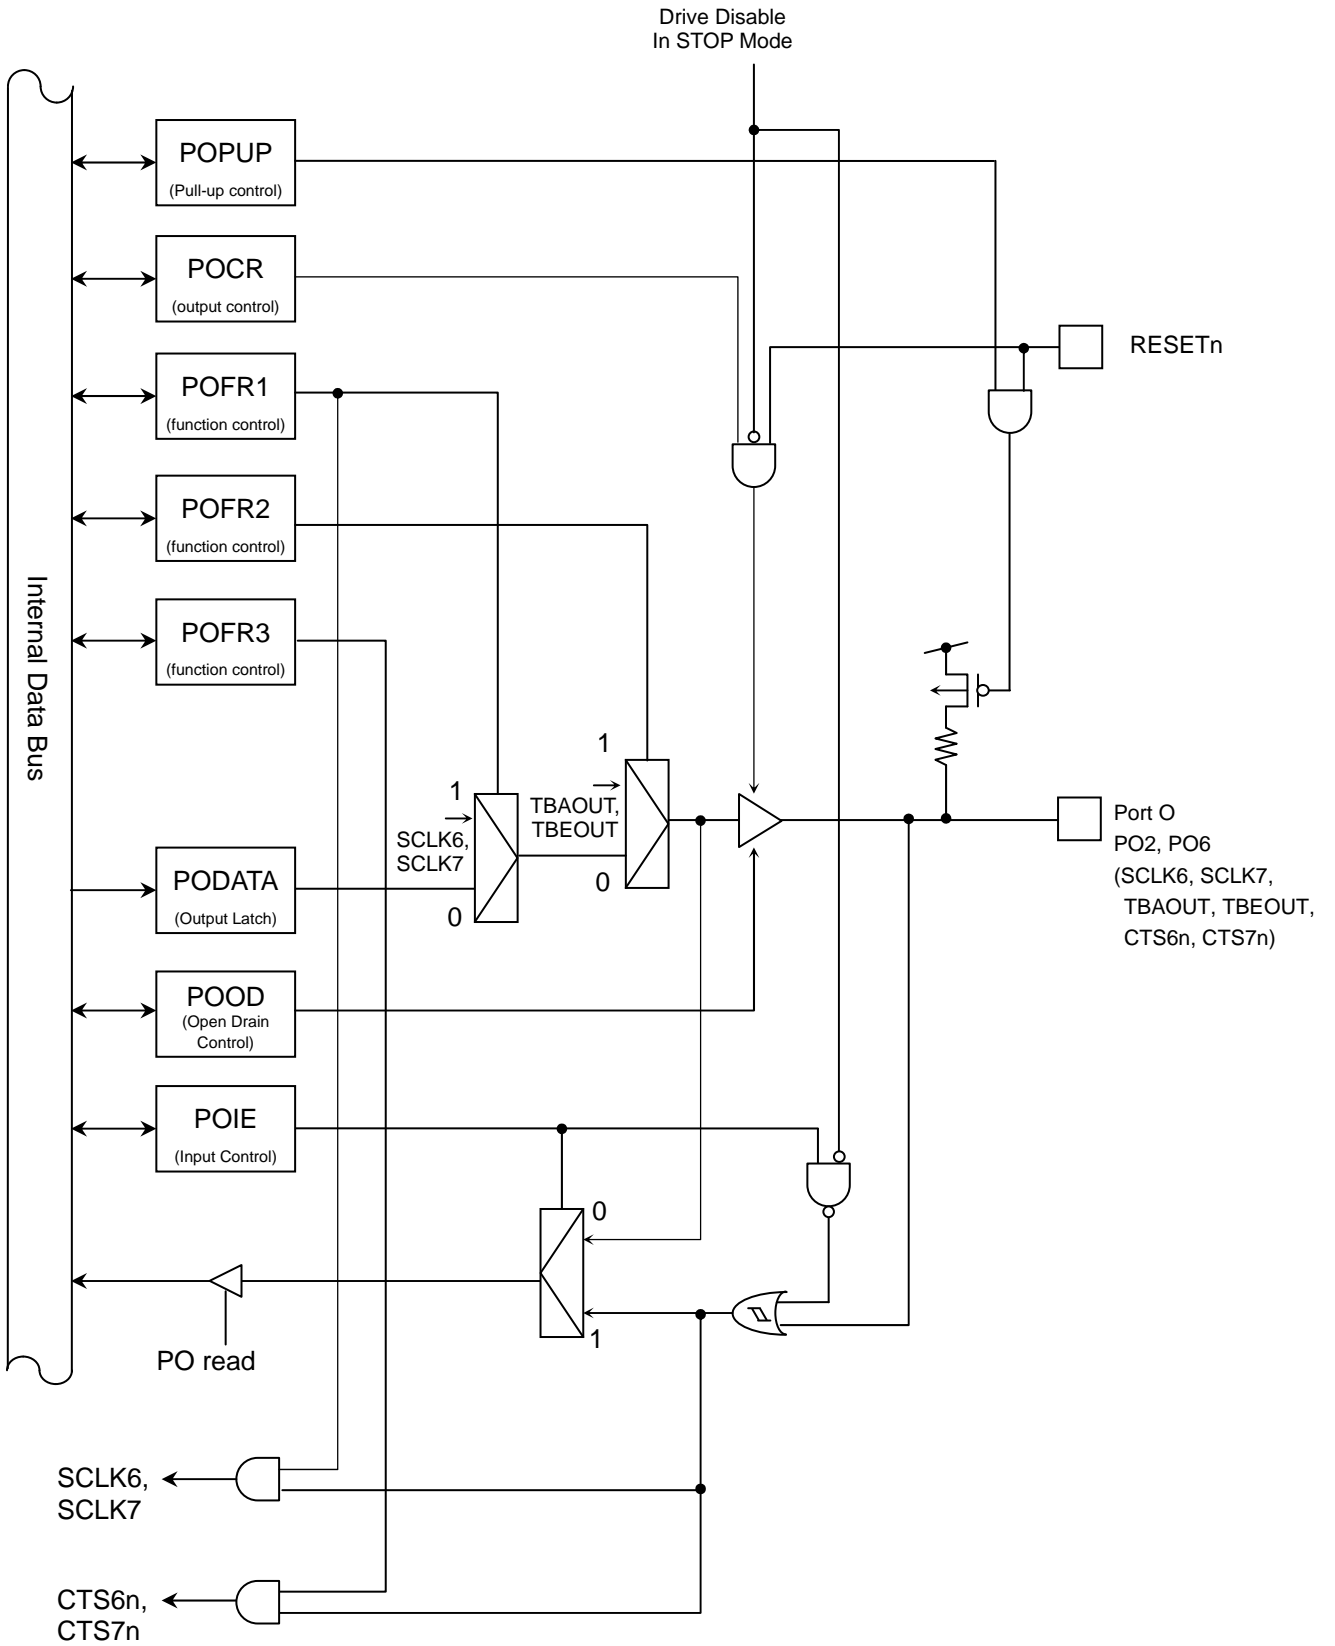 Drive Disable
In STOP Mode
POPUP
(Pull-up control)
POCR
(output control)
RESETn
POFR1
(function control)
POFR2
(function control)
POFR3
(function control)
Internal Data Bus
1
TBAOUT,
TBEOUT
0
1
SCLK6,
SCLK7
0
Port O
PO2, PO6
(SCLK6, SCLK7,
TBAOUT, TBEOUT,
CTS6n, CTS7n)
PODATA
(Output Latch)
POOD
(Open Drain
Control)
POIE
(Input Control)
0
1
PO read
SCLK6,
SCLK7
CTS6n,
CTS7n